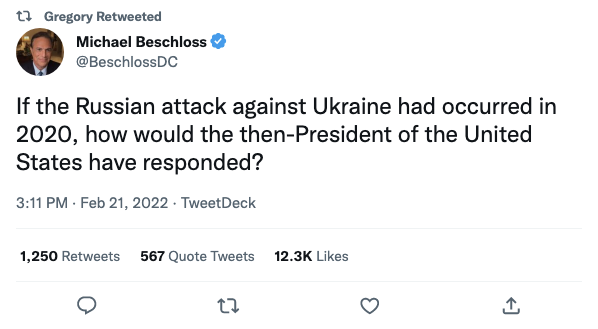 Gregory Retweeted
Michael Beschloss
@BeschlossDC
If the Russian attack against Ukraine had occurred in
2020, how would the then-President of the United
States have responded?
3:11 PM · Feb 21, 2022 · TweetDeck
1,250 Retweets 567 Quote Tweets 12.3K Likes